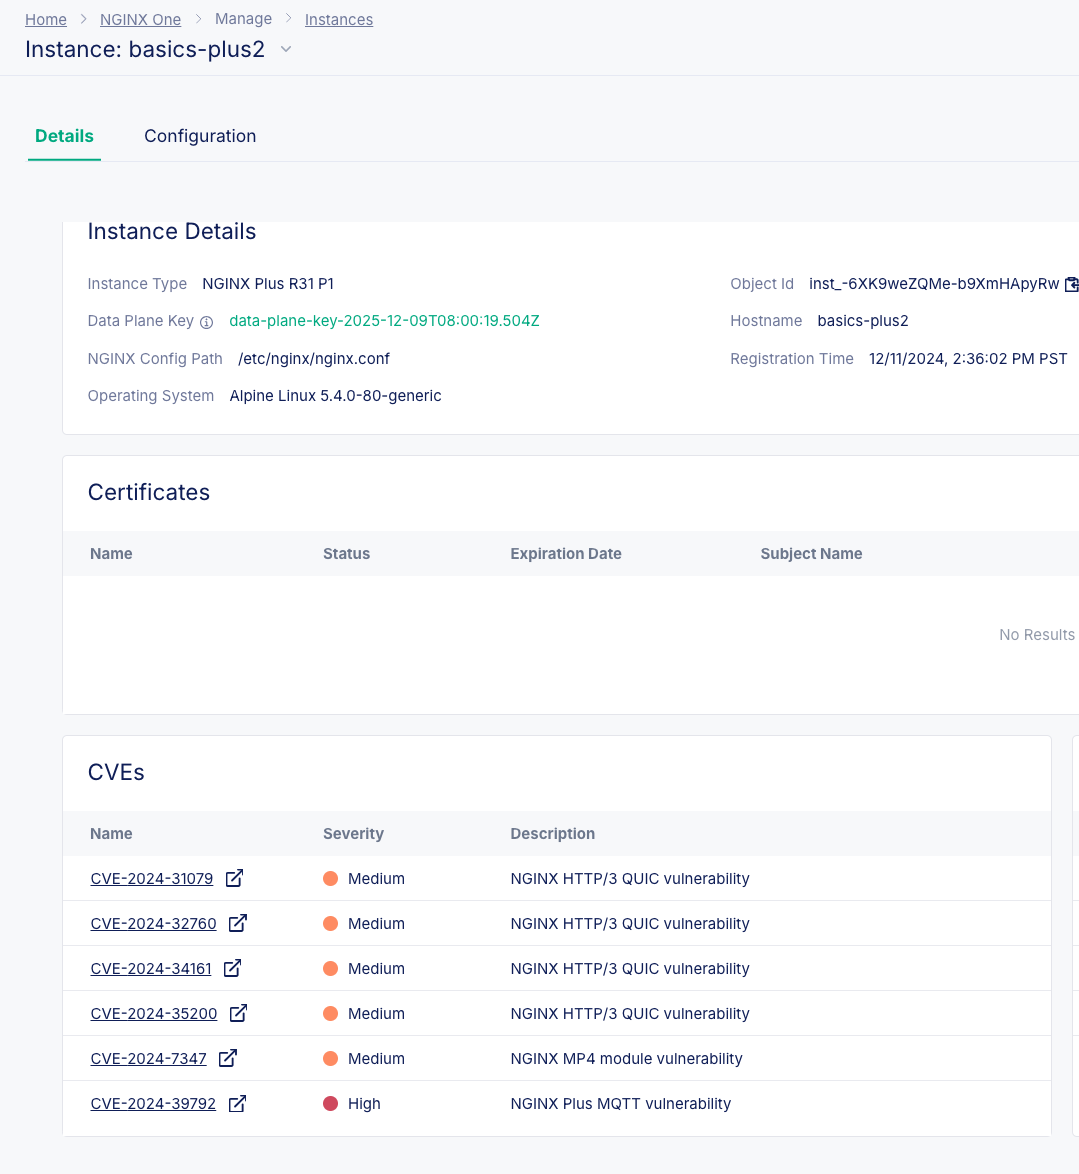 Home > NGINX One > Manage > Instances
Instance: basics-plus2
Details Configuration
Instance Details
Instance Type NGINX Plus R31 P1 Object Id inst_-6XK9weZQMe-b9XmHApyRw
Data Plane Key data-plane-key-2025-12-09T08:00:19.504Z Hostname basics-plus2
NGINX Config Path /etc/nginx/nginx.conf Registration Time 12/11/2024, 2:36:02 PM PST
Operating System Alpine Linux 5.4.0-80-generic
Certificates
Name Status Expiration Date Subject Name
No Results
CVEs
Name Severity Description
CVE-2024-31079 Medium NGINX HTTP/3 QUIC vulnerability
CVE-2024-32760 Medium NGINX HTTP/3 QUIC vulnerability
CVE-2024-34161 Medium NGINX HTTP/3 QUIC vulnerability
CVE-2024-35200 Medium NGINX HTTP/3 QUIC vulnerability
CVE-2024-7347 Medium NGINX MP4 module vulnerability
CVE-2024-39792 High NGINX Plus MQTT vulnerability